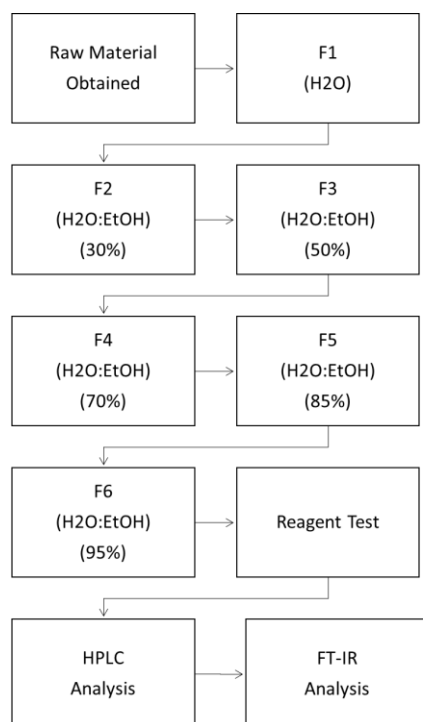 Raw Material
Obtained
F1
(H2O)
F2
(H2O:EtOH)
(30%)
F3
(H2O:EtOH)
(50%)
F4
(H2O:EtOH)
(70%)
F5
(H2O:EtOH)
(85%)
F6
(H2O:EtOH)
(95%)
Reagent Test
HPLC
Analysis
FT-IR
Analysis